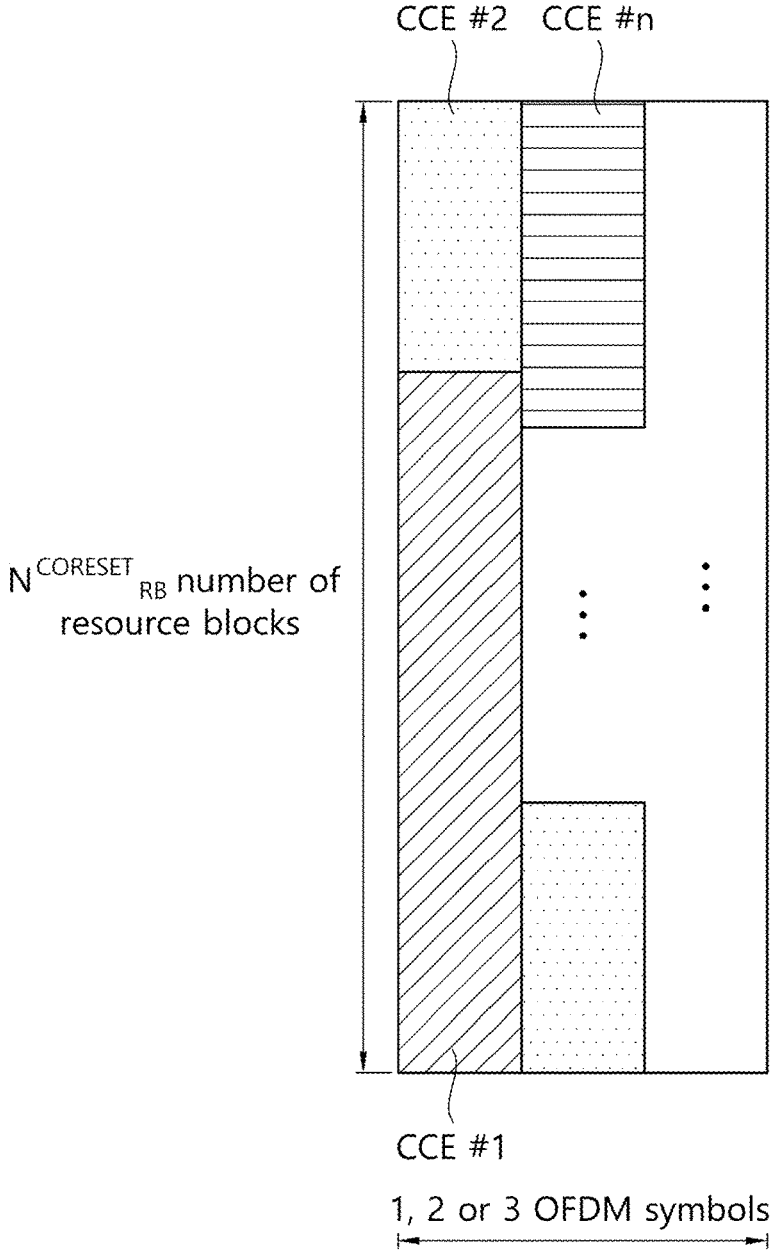 CCE #2 CCE #n
N^CORESET_RB number of
resource blocks
CCE #1
1, 2 or 3 OFDM symbols